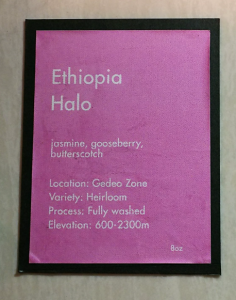 Ethiopia
Halo
jasmine, gooseberry,
butterscotch
Location: Gedeo Zone
Variety: Heirloom
Process: Fully washed
Elevation: 600-2300m
8oz